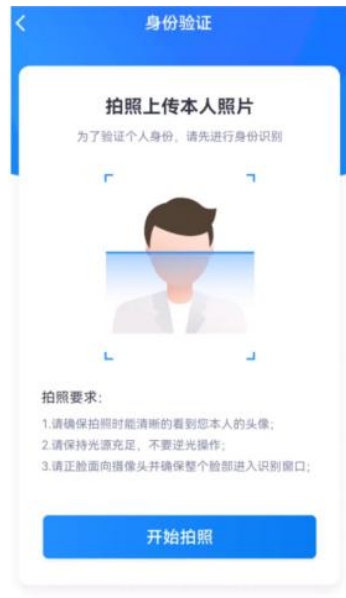 身份验证
拍照上传本人照片
为了验证个人身份，请先进行身份识别
拍照要求：
1.请确保拍照时能清晰的看到您本人的头像；
2.请保持光源充足，不要逆光操作；
3.请正脸面向摄像头并确保整个脸部进入识别窗口；
开始拍照